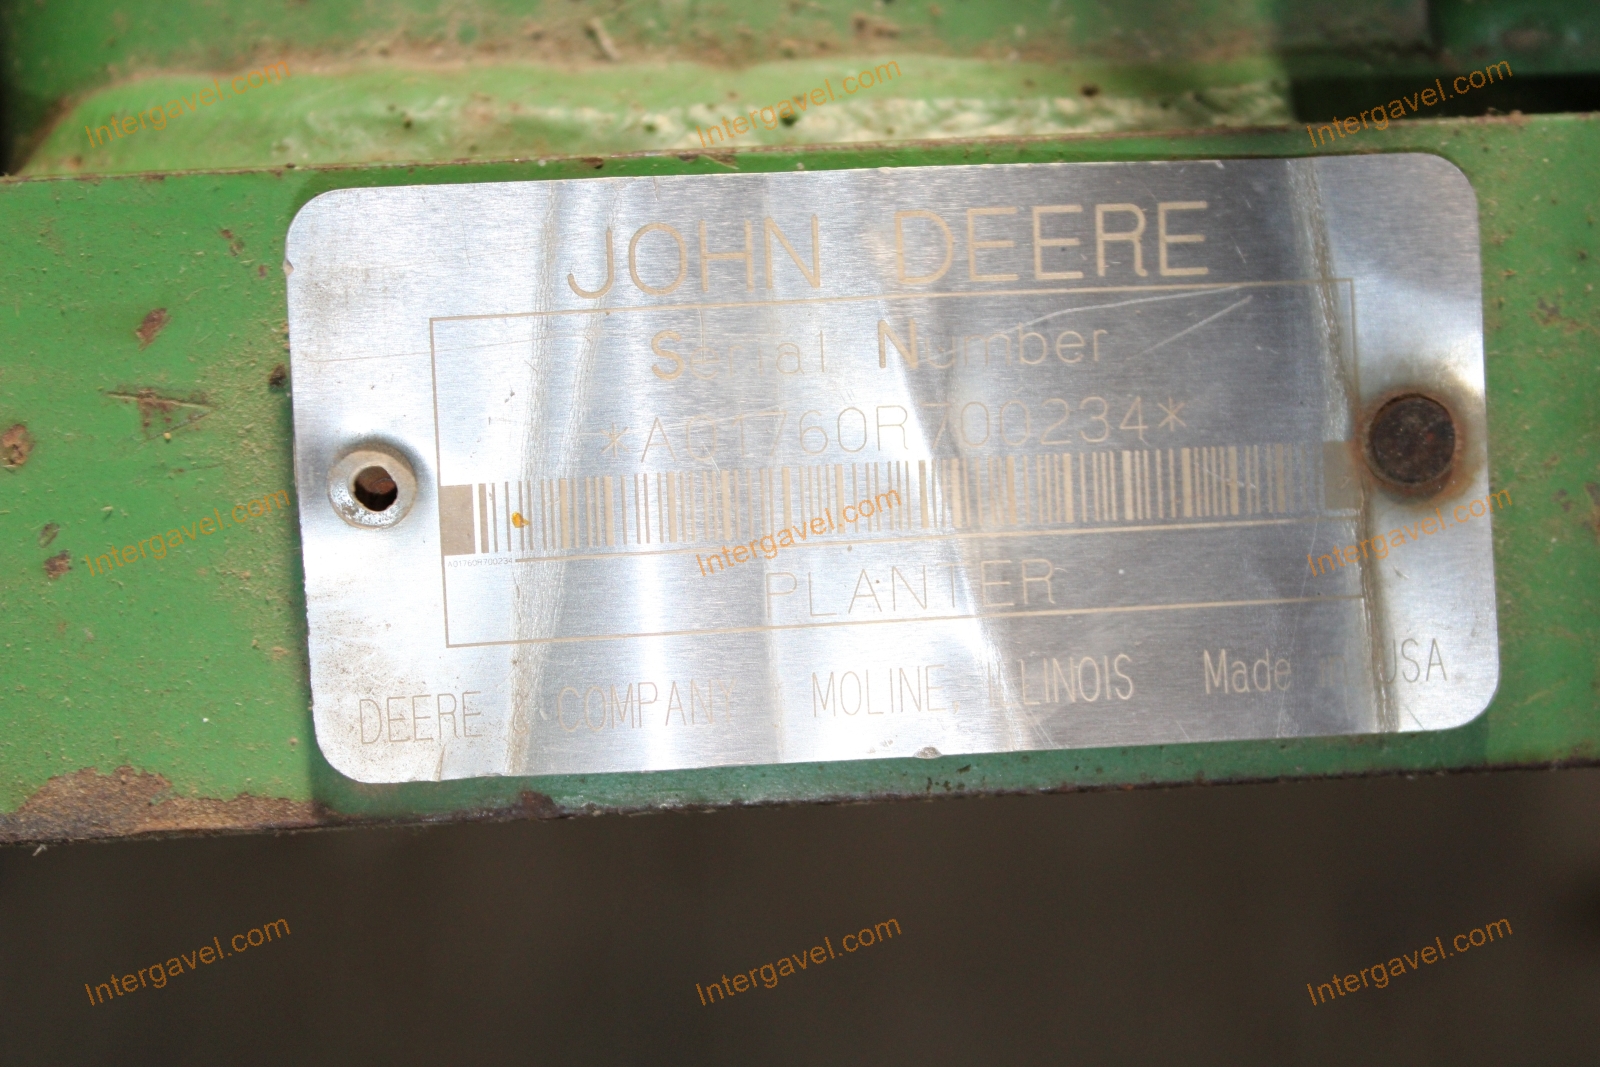 Intergavel.com Intergavel.com Intergavel.com
JOHN DEERE
Serial Number
*A01760R700234*
A01760R700234
Intergavel.com Intergavel.com Intergavel.com
PLANTER
DEERE & COMPANY MOLINE, ILLINOIS Made in USA
Intergavel.com Intergavel.com Intergavel.com